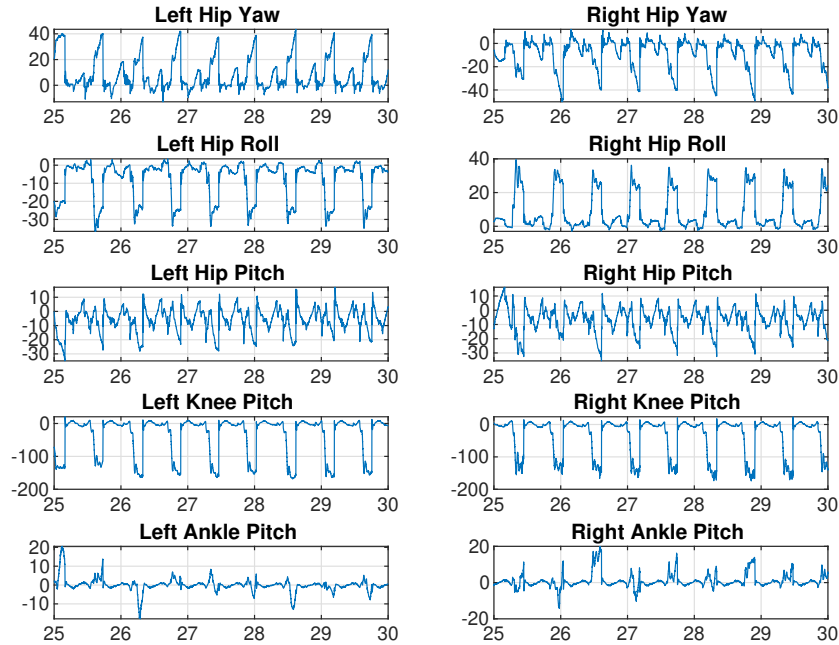 Left Hip Yaw
40
20
0
25 26 27 28 29 30
Right Hip Yaw
0
-20
-40
25 26 27 28 29 30
Left Hip Roll
0
-10
-20
-30
25 26 27 28 29 30
Right Hip Roll
40
20
0
25 26 27 28 29 30
Left Hip Pitch
10
0
-10
-20
-30
25 26 27 28 29 30
Right Hip Pitch
10
0
-10
-20
-30
25 26 27 28 29 30
Left Knee Pitch
0
-100
-200
25 26 27 28 29 30
Right Knee Pitch
0
-100
-200
25 26 27 28 29 30
Left Ankle Pitch
20
10
0
-10
25 26 27 28 29 30
Right Ankle Pitch
20
0
-20
25 26 27 28 29 30